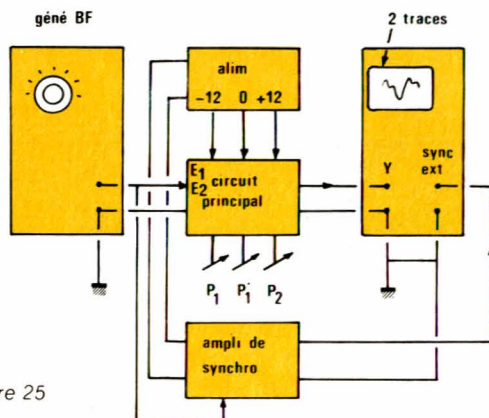 géné BF
2 traces
alim
−12 0 +12
E1
E2
circuit
principal
Y
sync
ext
P1 P'1 P2
ampli de
synchro
re 25